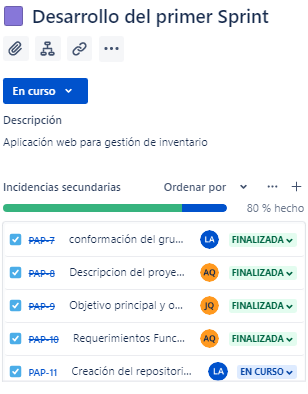 Desarrollo del primer Sprint
En curso
Descripción
Aplicación web para gestión de inventario
Incidencias secundarias Ordenar por
80 % hecho
PAP-7 conformación del gru... LA FINALIZADA
PAP-8 Descripcion del proye... AQ FINALIZADA
PAP-9 Objetivo principal y o... JQ FINALIZADA
PAP-10 Requerimientos Func... AQ FINALIZADA
PAP-11 Creación del repositori... LA EN CURSO